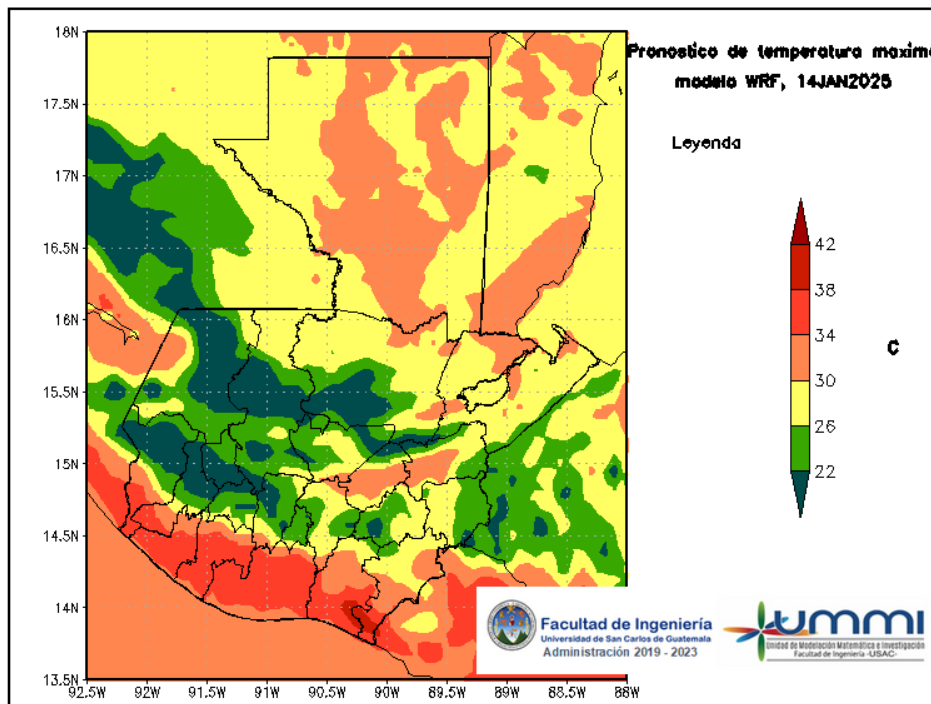 Pronostico de temperatura maxim
modelo WRF, 14JAN2025
Leyenda
42
38
34
30
26
22
C
18N
17.5N
17N
16.5N
16N
15.5N
15N
14.5N
14N
13.5N
92.5W 92W 91.5W 91W 90.5W 90W 89.5W 89W 88.5W 88W
Facultad de Ingeniería
Universidad de San Carlos de Guatemala
Administración 2019 - 2023
UMMI
Unidad de Modelación Matemática e Investigación
Facultad de Ingeniería -USAC-